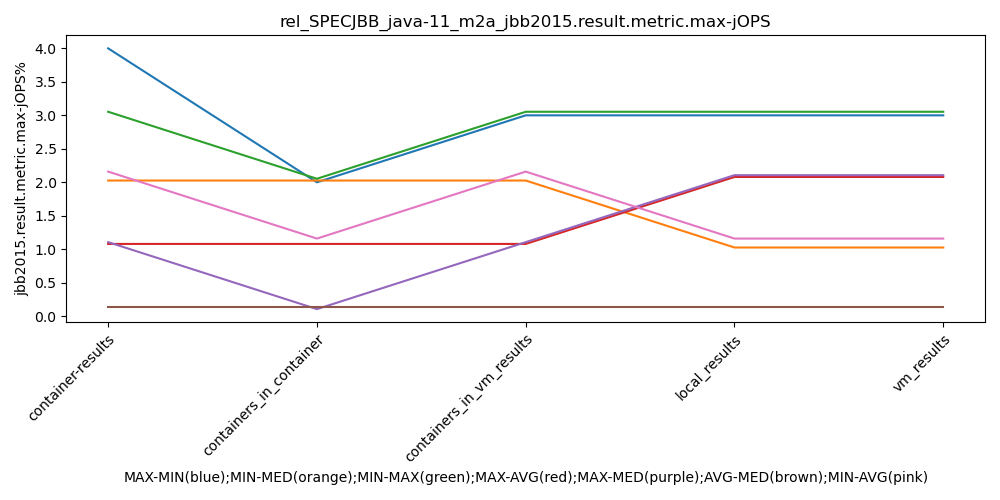 rel_SPECJBB_java-11_m2a_jbb2015.result.metric.max-jOPS
jbb2015.result.metric.max-jOPS%
4.0
3.5
3.0
2.5
2.0
1.5
1.0
0.5
0.0
container-results
containers_in_container
containers_in_vm_results
local_results
vm_results
MAX-MIN(blue);MIN-MED(orange);MIN-MAX(green);MAX-AVG(red);MAX-MED(purple);AVG-MED(brown);MIN-AVG(pink)